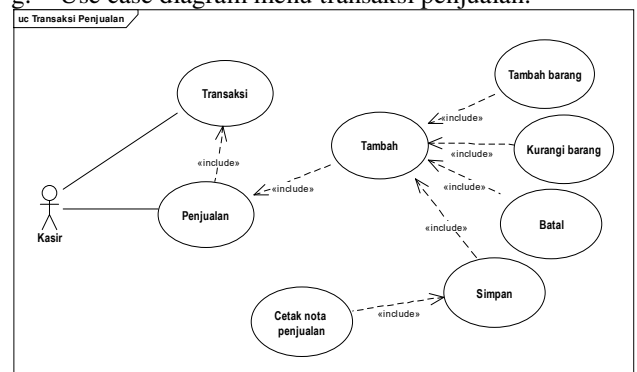 g. Use case diagram menu transaksi penjualan.
uc Transaksi Penjualan
Tambah barang
Transaksi
«include»
Tambah
Kurangi barang
«include»
«include»
«include»
«include»
Penjualan
Batal
Kasir
«include»
Simpan
Cetak nota
penjualan
«include»